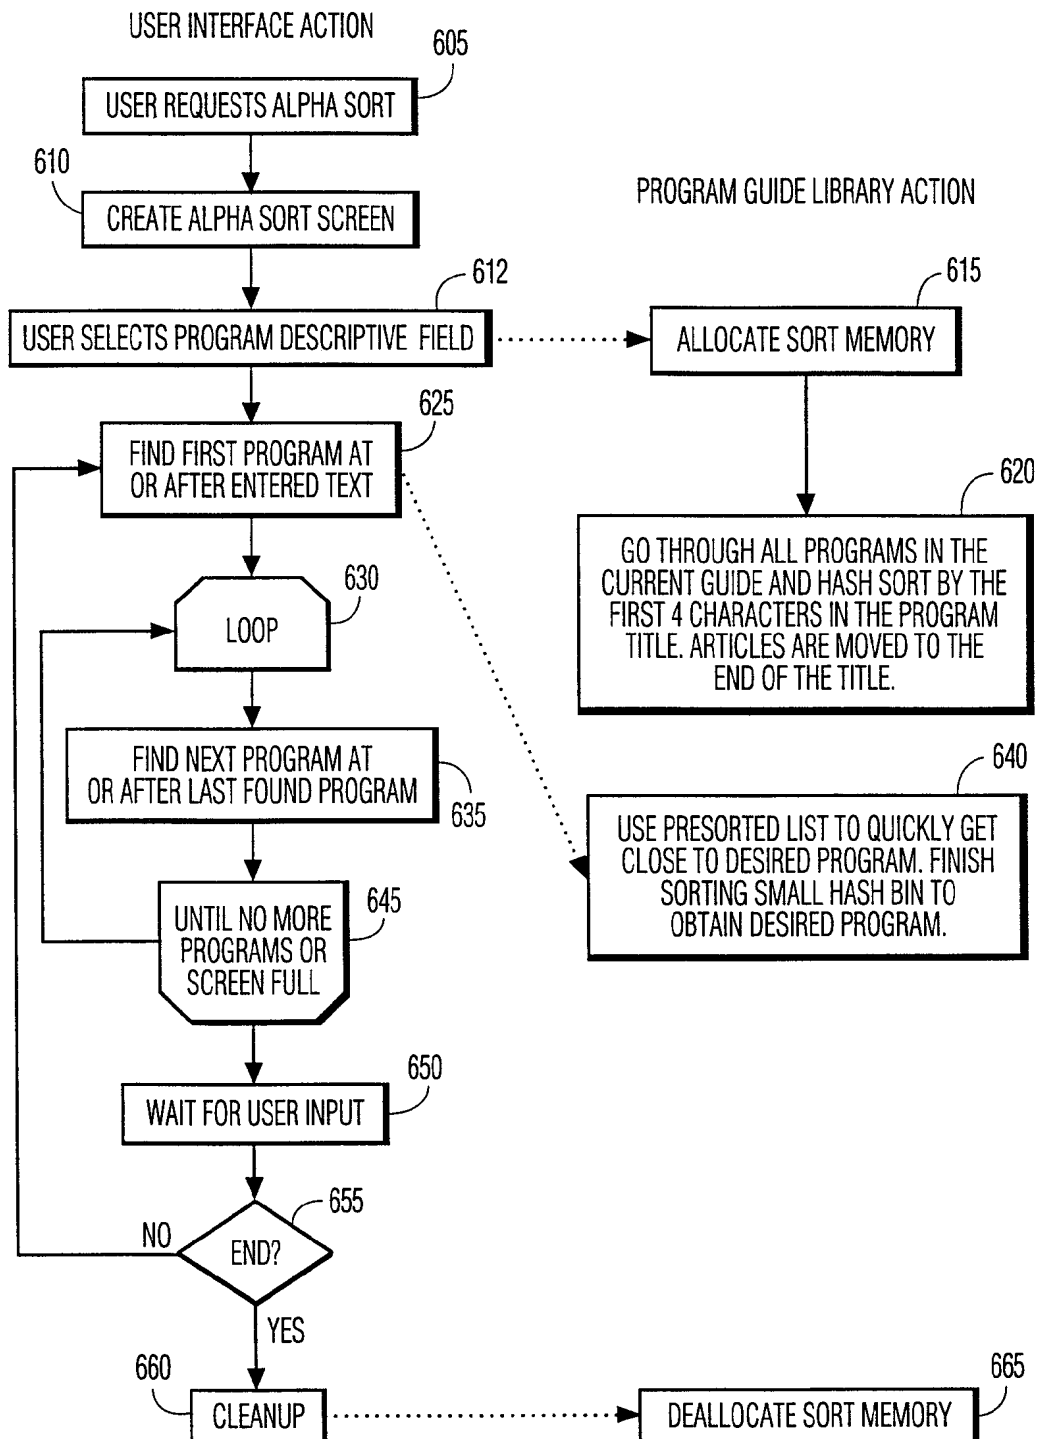 USER INTERFACE ACTION
605
USER REQUESTS ALPHA SORT
610
CREATE ALPHA SORT SCREEN
PROGRAM GUIDE LIBRARY ACTION
612
USER SELECTS PROGRAM DESCRIPTIVE FIELD
615
ALLOCATE SORT MEMORY
625
FIND FIRST PROGRAM AT
OR AFTER ENTERED TEXT
620
GO THROUGH ALL PROGRAMS IN THE
CURRENT GUIDE AND HASH SORT BY THE
FIRST 4 CHARACTERS IN THE PROGRAM
TITLE. ARTICLES ARE MOVED TO THE
END OF THE TITLE.
630
LOOP
FIND NEXT PROGRAM AT
OR AFTER LAST FOUND PROGRAM
635
640
USE PRESORTED LIST TO QUICKLY GET
CLOSE TO DESIRED PROGRAM. FINISH
SORTING SMALL HASH BIN TO
OBTAIN DESIRED PROGRAM.
645
UNTIL NO MORE
PROGRAMS OR
SCREEN FULL
650
WAIT FOR USER INPUT
655
END?
NO
YES
660
CLEANUP
665
DEALLOCATE SORT MEMORY